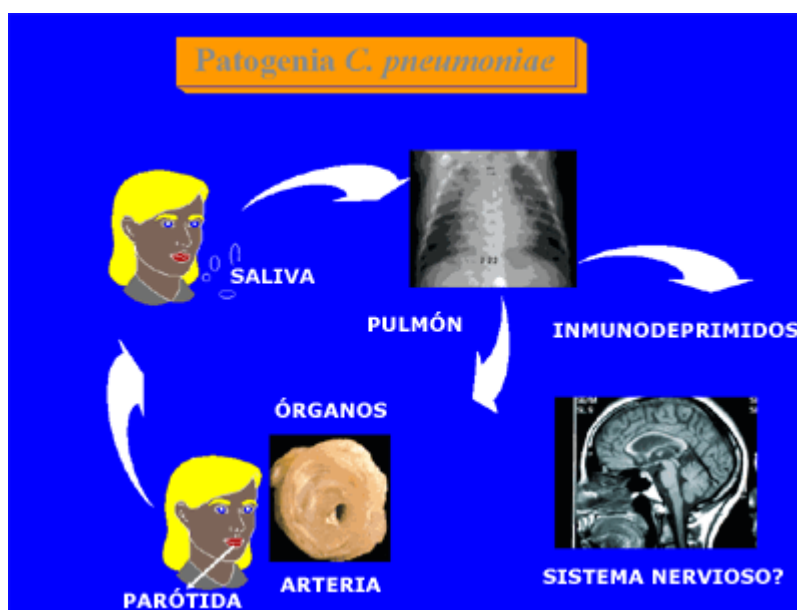 Patogenia C. pneumoniae
SALIVA
PULMÓN
INMUNODEPRIMIDOS
ÓRGANOS
ARTERIA
SISTEMA NERVIOSO?
PARÓTIDA